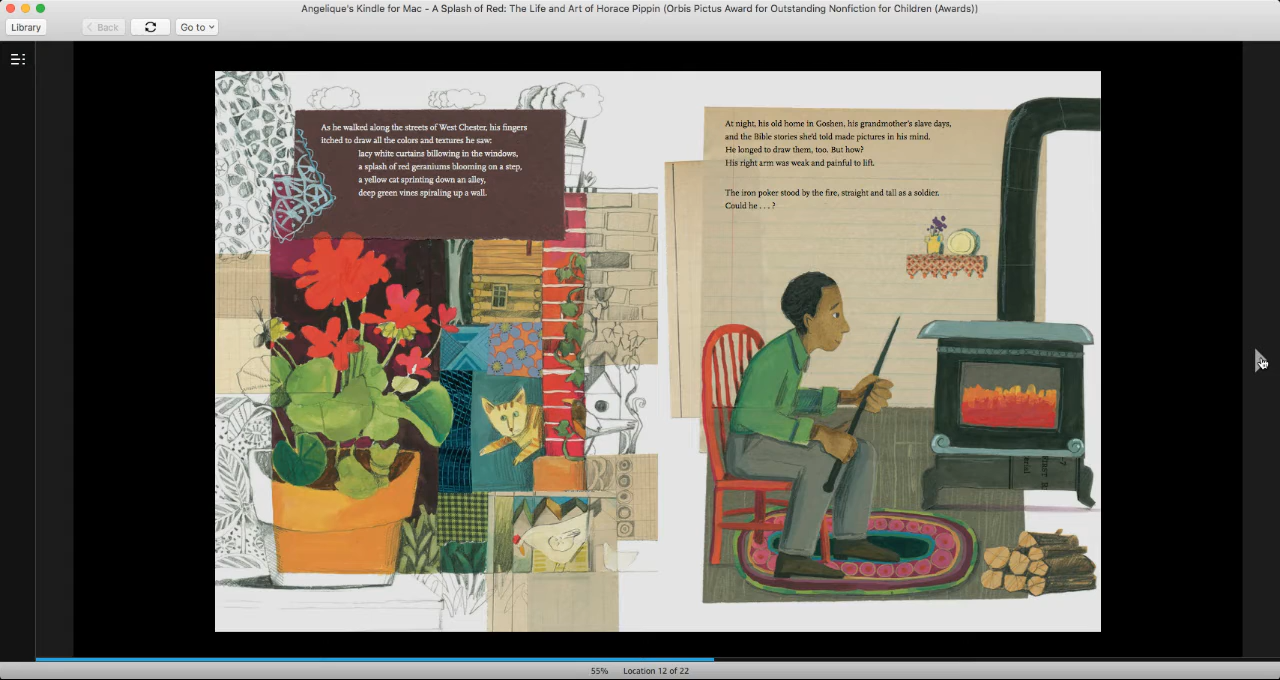 Angelique's Kindle for Mac - A Splash of Red: The Life and Art of Horace Pippin (Orbis Pictus Award for Outstanding Nonfiction for Children (Awards))
Library
Back
Go to
As he walked along the streets of West Chester, his fingers
itched to draw all the colors and textures he saw:
lacy white curtains billowing in the windows,
a splash of red geraniums blooming on a step,
a yellow cat sprinting down an alley,
deep green vines spiraling up a wall.
At night, his old home in Goshen, his grandmother's slave days,
and the Bible stories she'd told made pictures in his mind.
He longed to draw them, too. But how?
His right arm was weak and painful to lift.
The iron poker stood by the fire, straight and tall as a soldier.
Could he . . . ?
55% Location 12 of 22